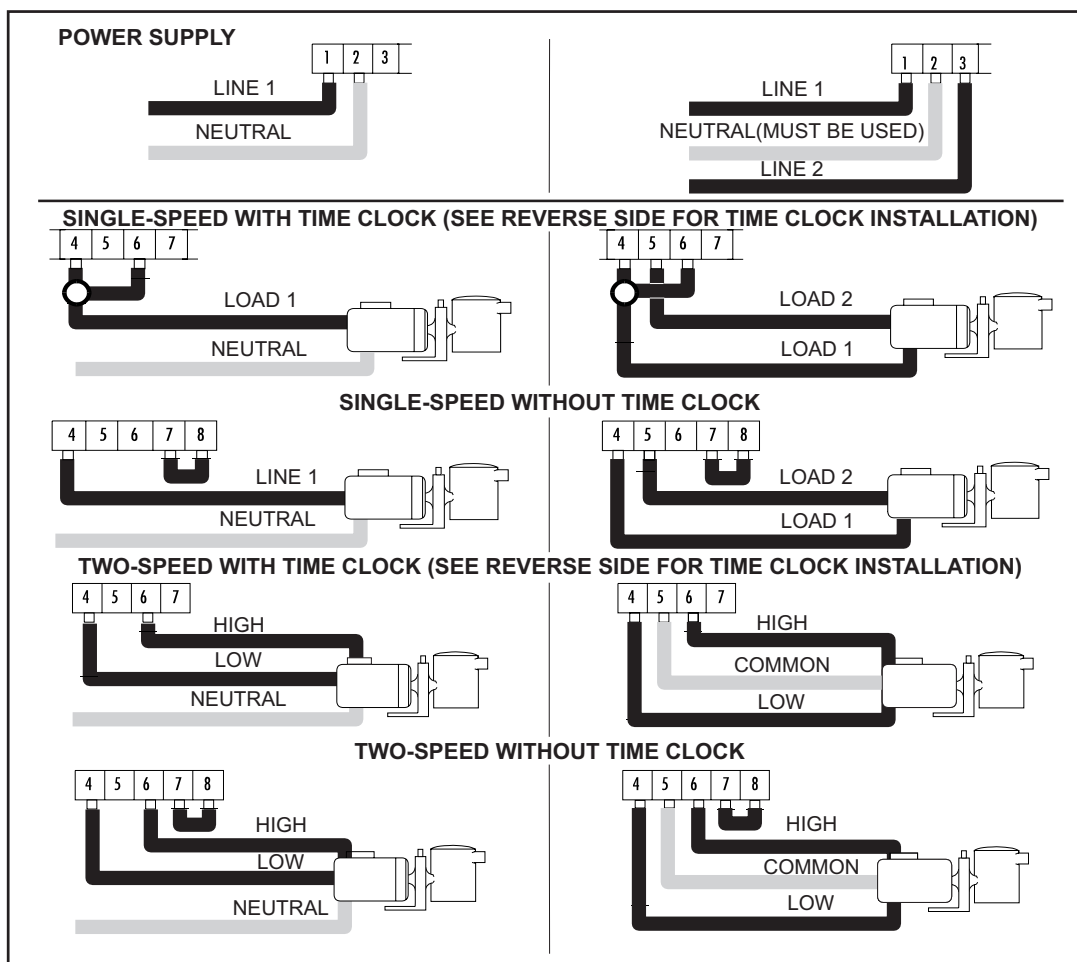 POWER SUPPLY
1 2 3
LINE 1
NEUTRAL
1 2 3
LINE 1
NEUTRAL(MUST BE USED)
LINE 2
SINGLE-SPEED WITH TIME CLOCK (SEE REVERSE SIDE FOR TIME CLOCK INSTALLATION)
4 5 6 7
LOAD 1
NEUTRAL
4 5 6 7
LOAD 2
LOAD 1
SINGLE-SPEED WITHOUT TIME CLOCK
4 5 6 7 8
LINE 1
NEUTRAL
4 5 6 7 8
LOAD 2
LOAD 1
TWO-SPEED WITH TIME CLOCK (SEE REVERSE SIDE FOR TIME CLOCK INSTALLATION)
4 5 6 7
HIGH
LOW
NEUTRAL
4 5 6 7
HIGH
COMMON
LOW
TWO-SPEED WITHOUT TIME CLOCK
4 5 6 7 8
HIGH
LOW
NEUTRAL
4 5 6 7 8
HIGH
COMMON
LOW